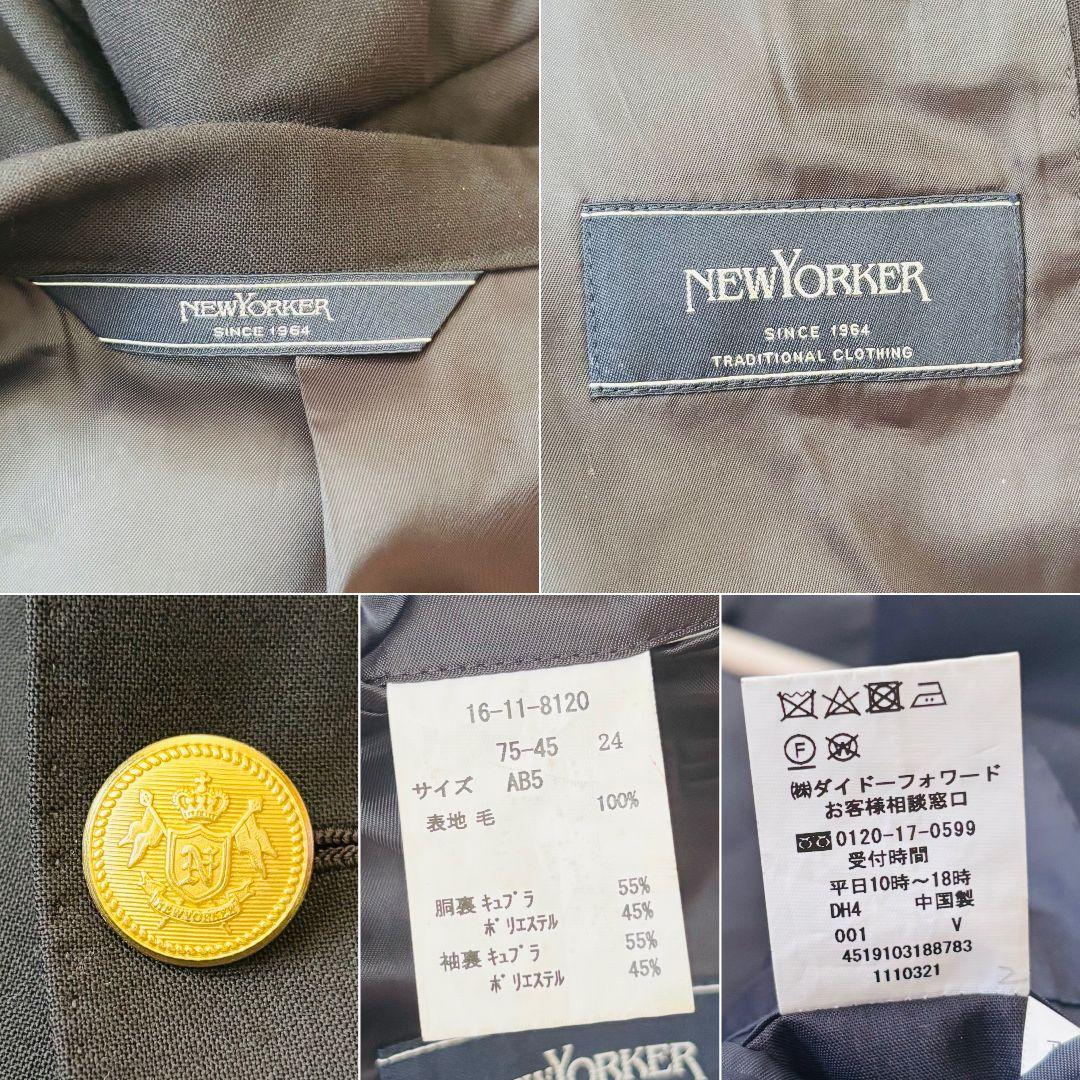 NEWYORKER
SINCE 1964
NEWYORKER
SINCE 1964
TRADITIONAL CLOTHING
N
NEWYORKER
16-11-8120
75-45 24
サイズ AB5
表地 毛 100%
胴裏 キュプラ 55%
ポリエステル 45%
袖裏 キュプラ 55%
ポリエステル 45%
NEWYORKER
F W
㈱ダイドーフォワード
お客様相談窓口
0120-17-0599
受付時間
平日10時〜18時
DH4 中国製
001 V
4519103188783
1110321